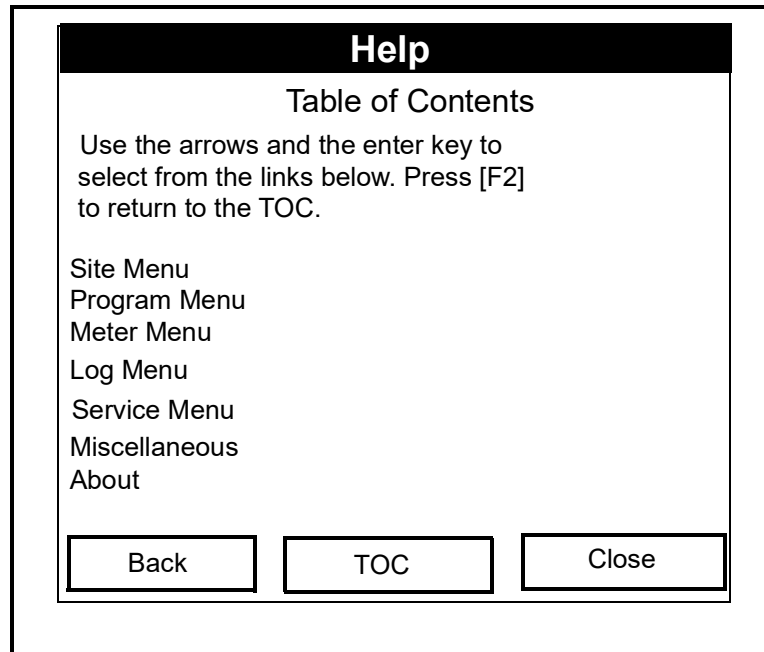 Help
Table of Contents
Use the arrows and the enter key to
select from the links below. Press [F2]
to return to the TOC.
Site Menu
Program Menu
Meter Menu
Log Menu
Service Menu
Miscellaneous
About
Back
TOC
Close